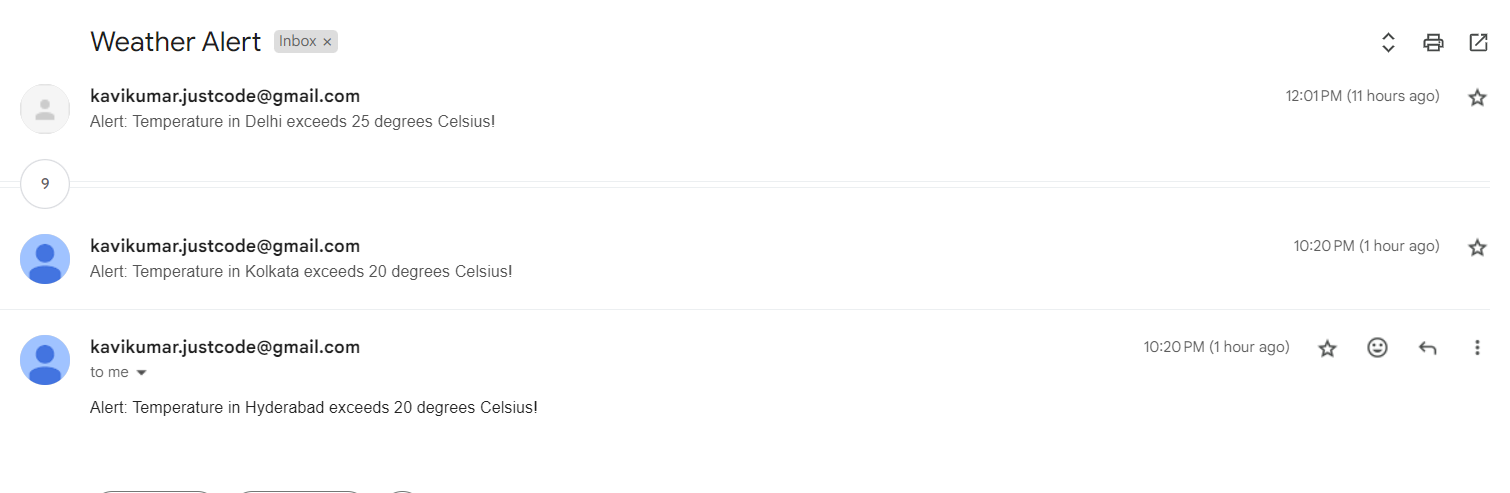 Weather Alert Inbox ×
kavikumar.justcode@gmail.com 12:01 PM (11 hours ago)
Alert: Temperature in Delhi exceeds 25 degrees Celsius!
9
kavikumar.justcode@gmail.com 10:20 PM (1 hour ago)
Alert: Temperature in Kolkata exceeds 20 degrees Celsius!
kavikumar.justcode@gmail.com 10:20 PM (1 hour ago)
to me
Alert: Temperature in Hyderabad exceeds 20 degrees Celsius!